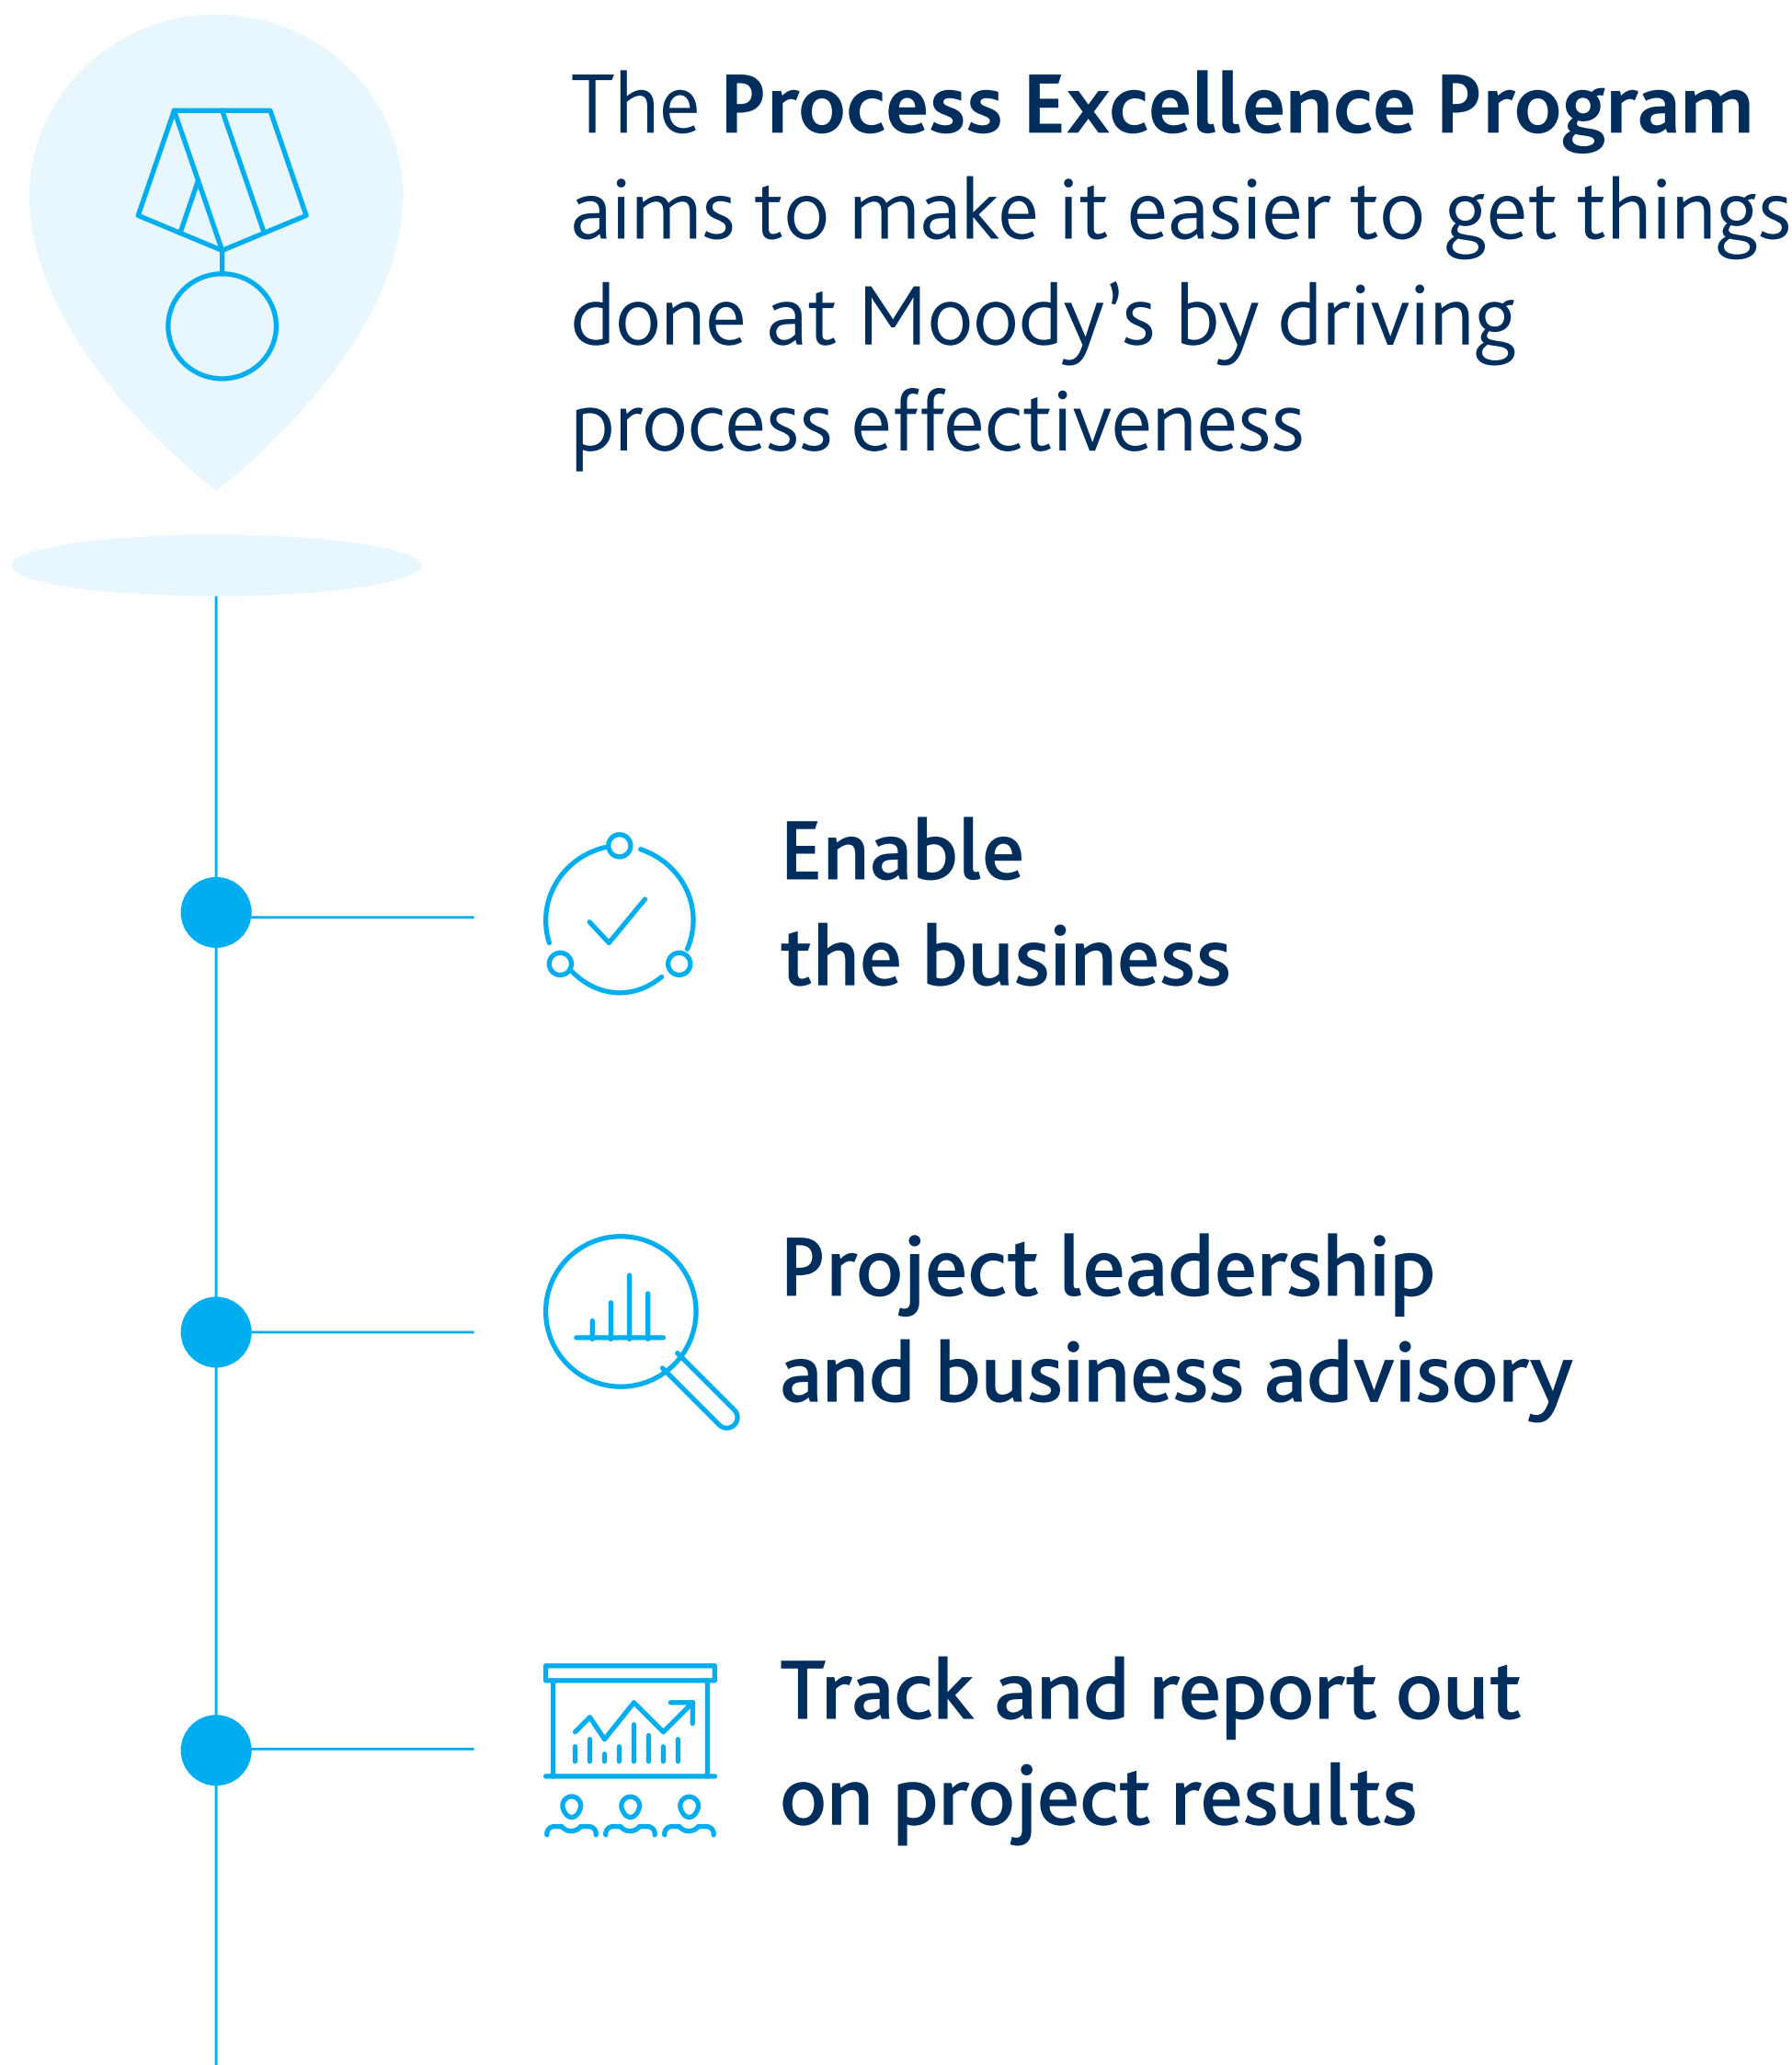 The Process Excellence Program
aims to make it easier to get things
done at Moody's by driving
process effectiveness
Enable
the business
Project leadership
and business advisory
Track and report out
on project results